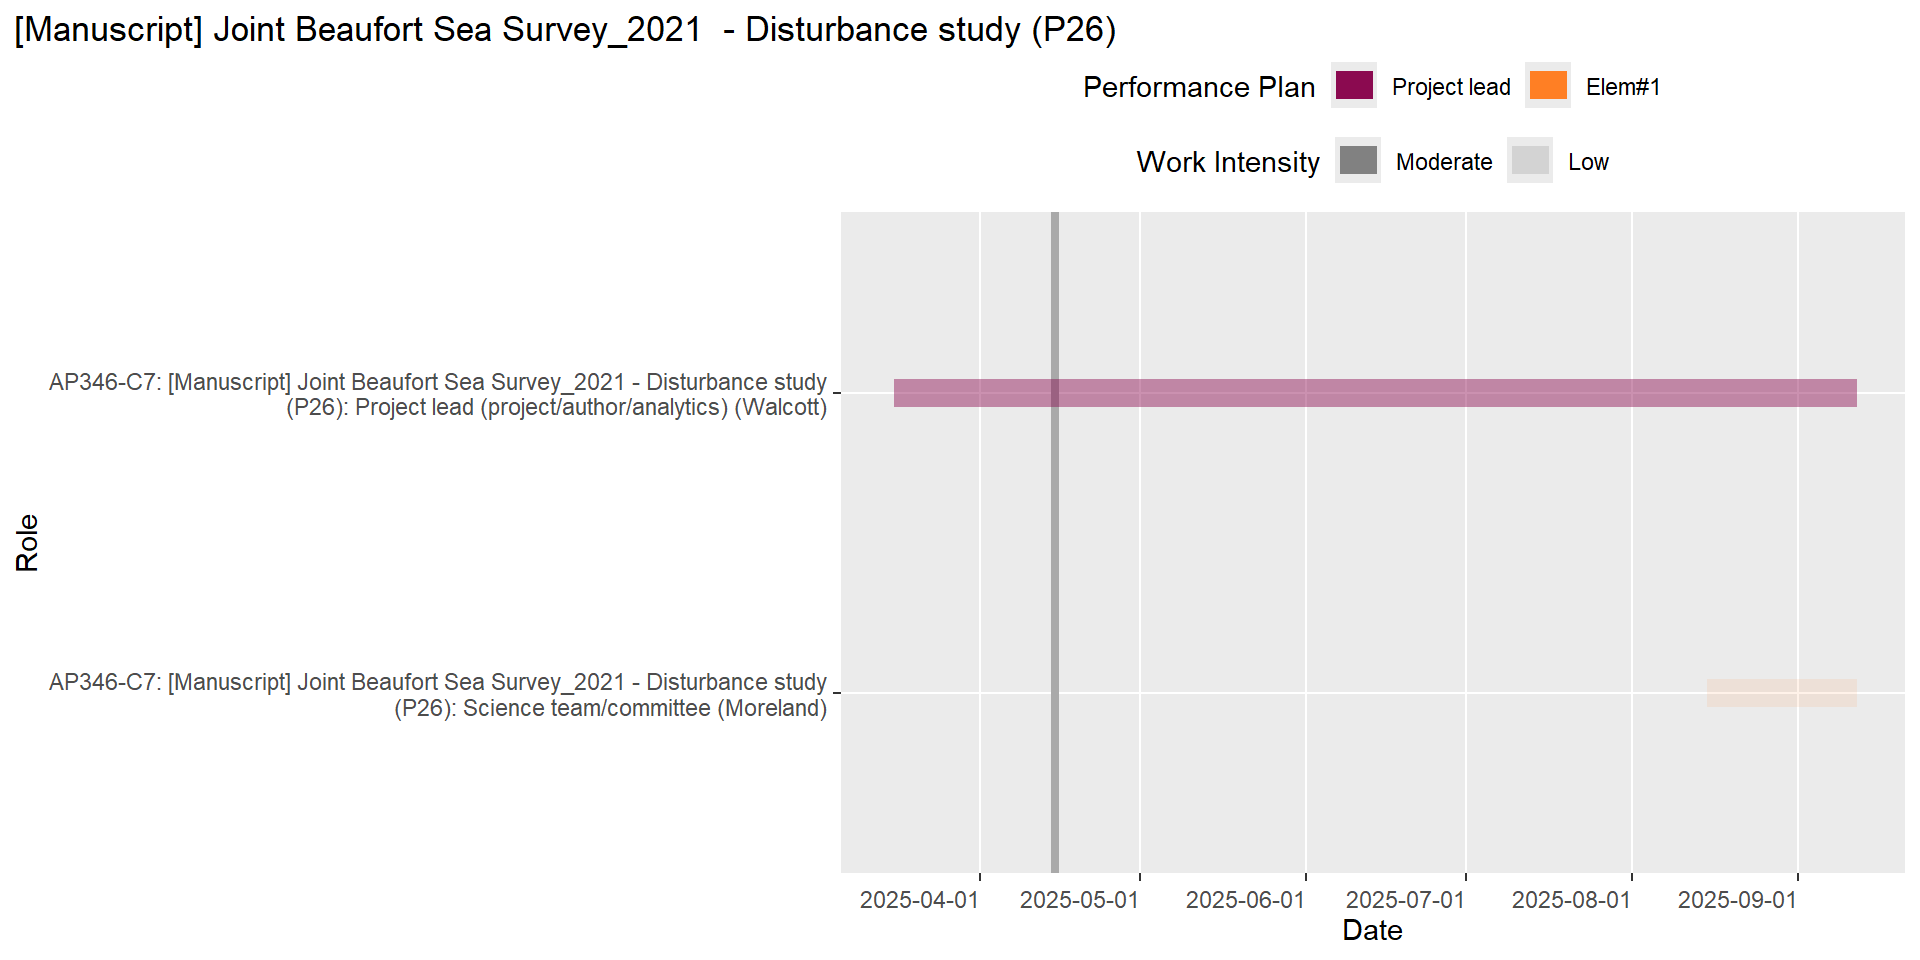 [Manuscript] Joint Beaufort Sea Survey_2021  - Disturbance study (P26)
Performance Plan Project lead Elem#1
Work Intensity Moderate Low
AP346-C7: [Manuscript] Joint Beaufort Sea Survey_2021 - Disturbance study
(P26): Project lead (project/author/analytics) (Walcott)
Role
AP346-C7: [Manuscript] Joint Beaufort Sea Survey_2021 - Disturbance study
(P26): Science team/committee (Moreland)
2025-04-01 2025-05-01 2025-06-01 2025-07-01 2025-08-01 2025-09-01
Date